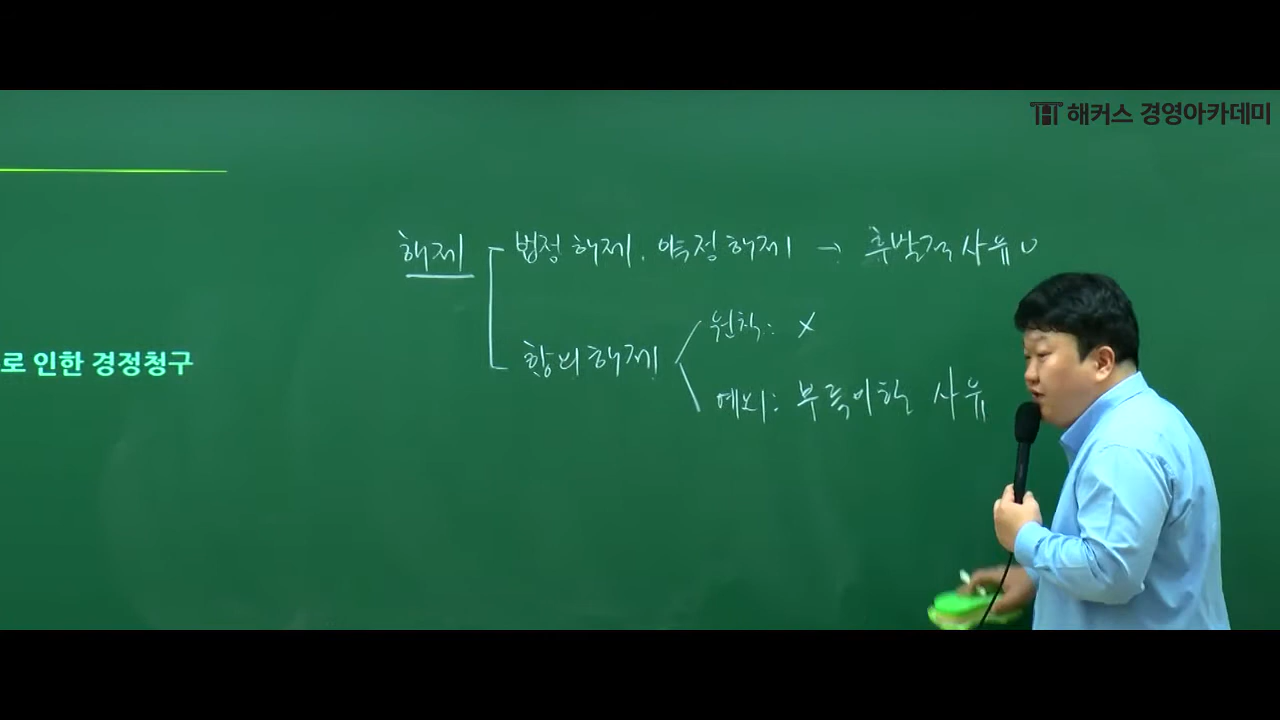 해커스 경영아카데미
해제 법정해제, 약정해제 → 후발적사유 O
원칙: X
로 인한 경정청구
합의해제
예외: 부득이한 사유